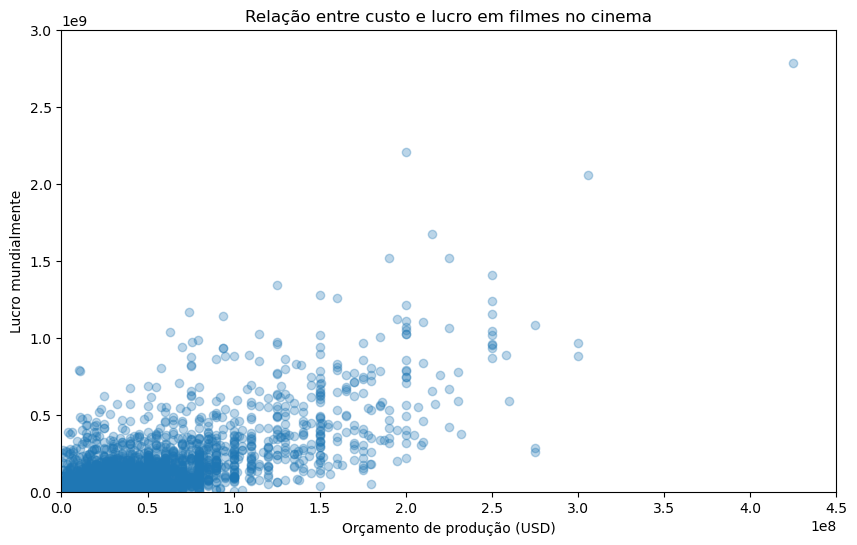 Relação entre custo e lucro em filmes no cinema
1e9
3.0
2.5
2.0
1.5
1.0
0.5
0.0
Lucro mundialmente
0.0 0.5 1.0 1.5 2.0 2.5 3.0 3.5 4.0 4.5
Orçamento de produção (USD)
1e8